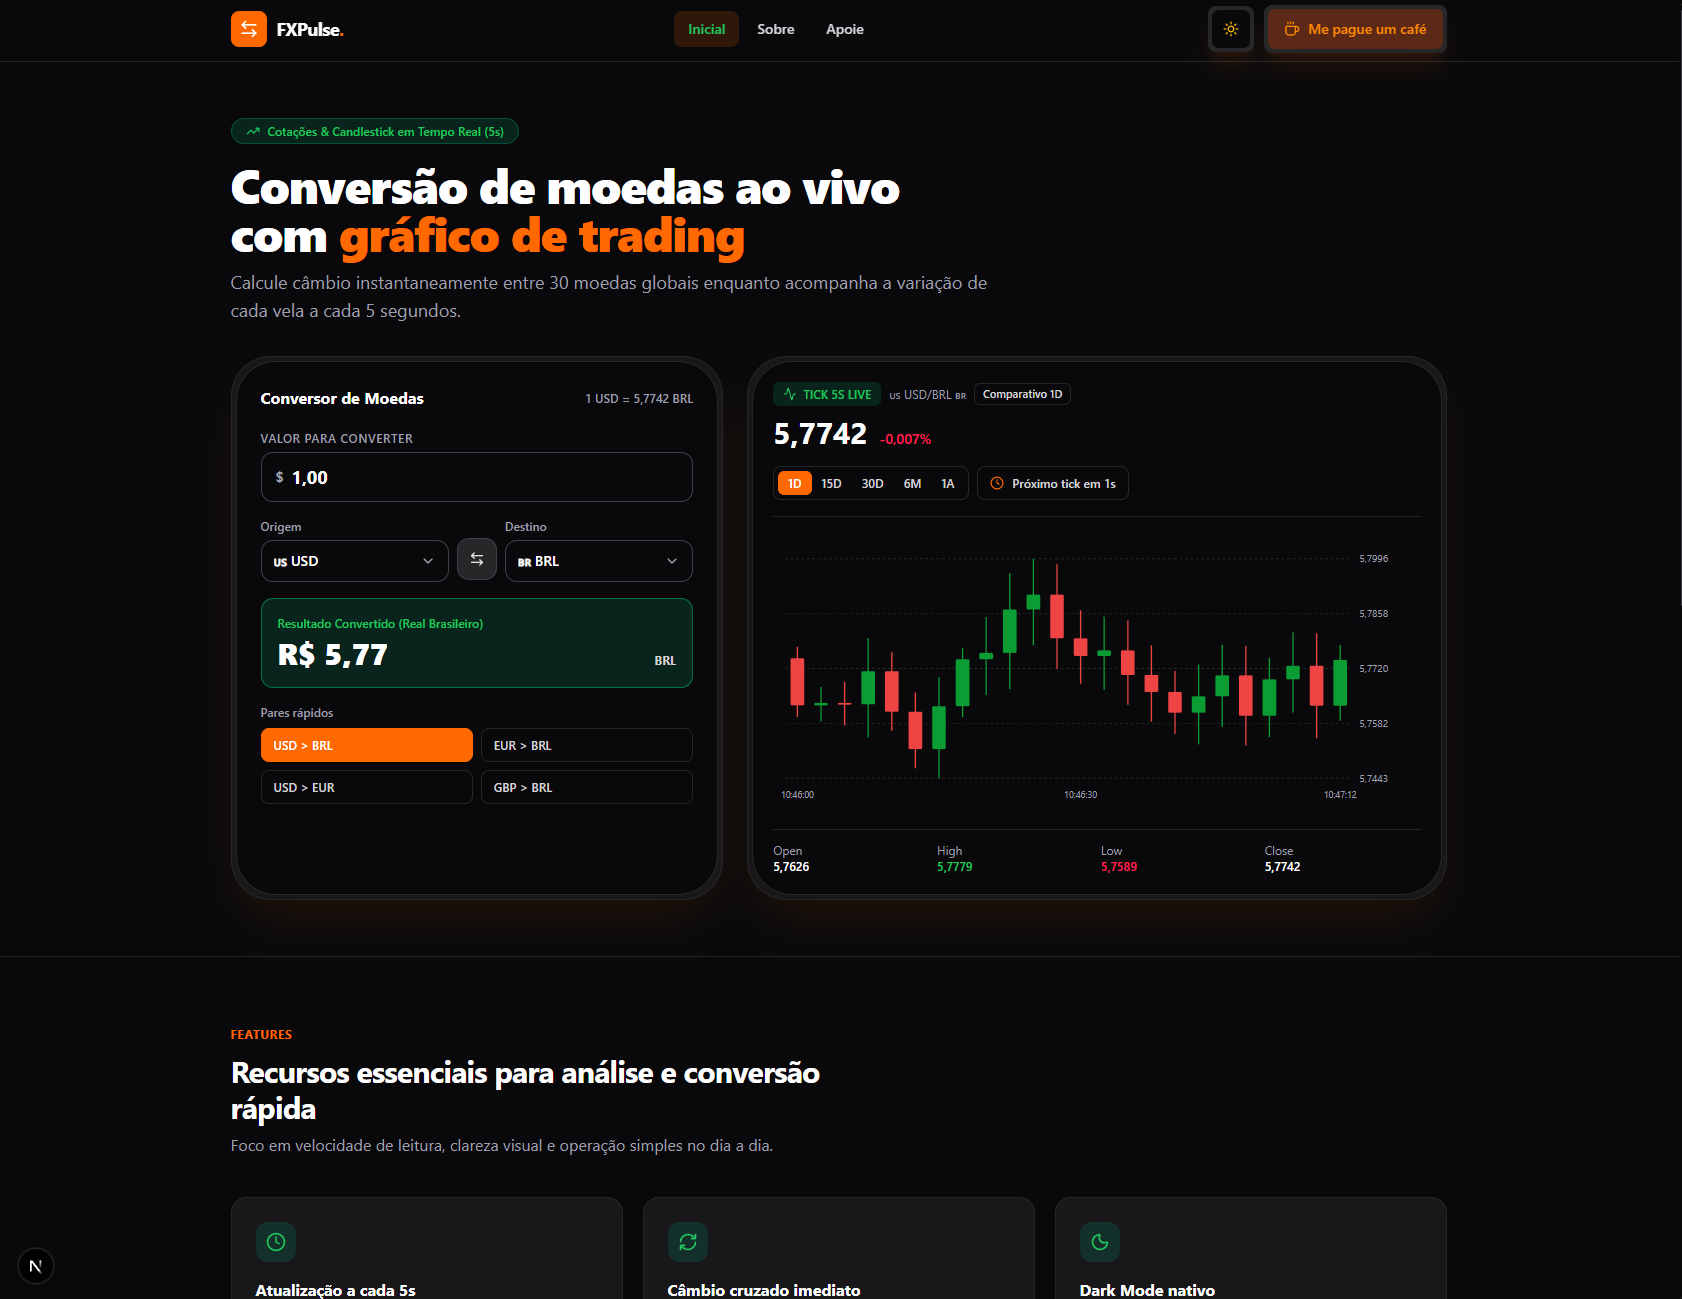 FXPulse.
Inicial
Sobre
Apoie
Me pague um café
Cotações & Candlestick em Tempo Real (5s)
Conversão de moedas ao vivo
com gráfico de trading
Calcule câmbio instantaneamente entre 30 moedas globais enquanto acompanha a variação de
cada vela a cada 5 segundos.
Conversor de Moedas
1 USD = 5,7742 BRL
VALOR PARA CONVERTER
$ 1,00
Origem
Destino
US USD
BR BRL
Resultado Convertido (Real Brasileiro)
R$ 5,77
BRL
Pares rápidos
USD > BRL
EUR > BRL
USD > EUR
GBP > BRL
TICK 5S LIVE
US USD/BRL BR
Comparativo 1D
5,7742 -0,007%
1D 15D 30D 6M 1A
Próximo tick em 1s
5,7996
5,7858
5,7720
5,7582
5,7443
10:46:00
10:46:30
10:47:12
Open
5,7626
High
5,7779
Low
5,7589
Close
5,7742
FEATURES
Recursos essenciais para análise e conversão
rápida
Foco em velocidade de leitura, clareza visual e operação simples no dia a dia.
Atualização a cada 5s
Câmbio cruzado imediato
Dark Mode nativo
N